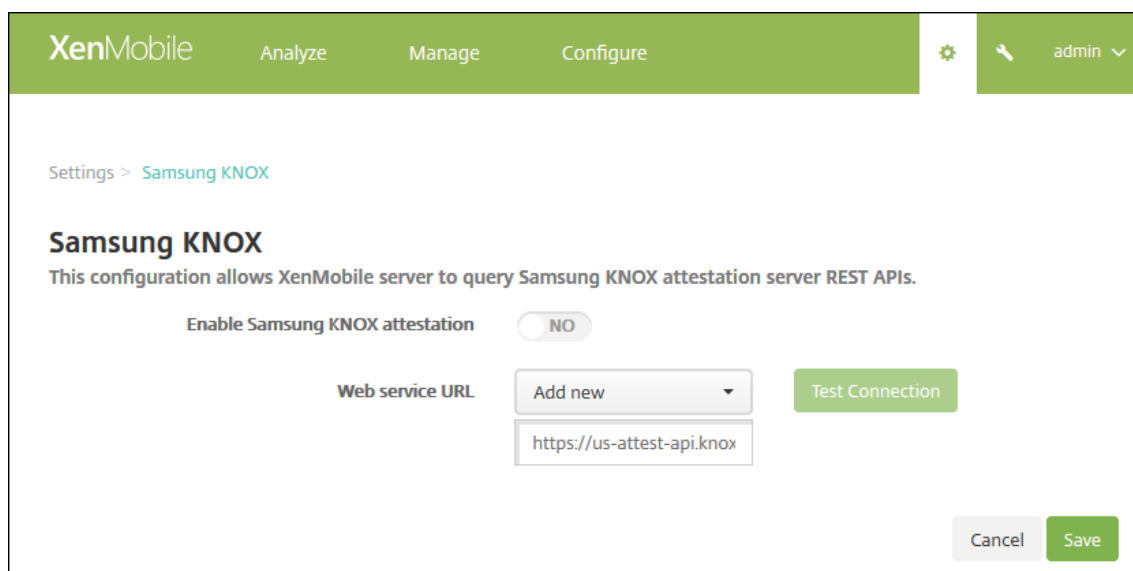 XenMobile Analyze Manage Configure admin
Settings > Samsung KNOX
Samsung KNOX
This configuration allows XenMobile server to query Samsung KNOX attestation server REST APIs.
Enable Samsung KNOX attestation NO
Web service URL Add new Test Connection
https://us-attest-api.knox
Cancel Save